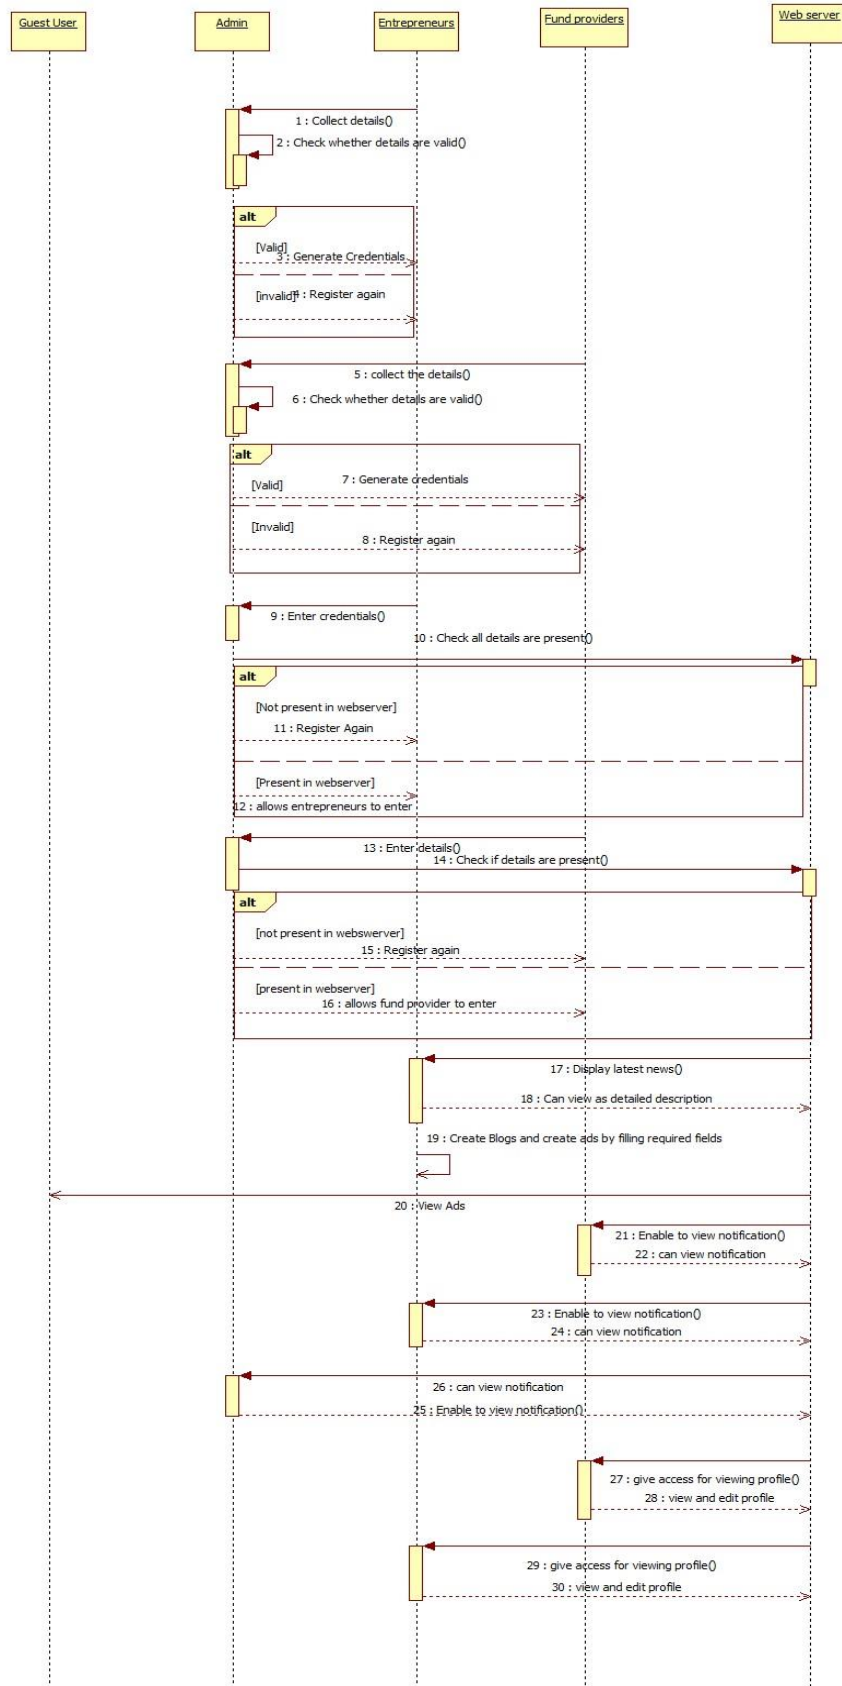 Guest User
Admin
Entrepreneurs
Fund providers
Web server
1 : Collect details()
2 : Check whether details are valid()
alt
[Valid]
3 : Generate Credentials
[invalid]
4 : Register again
5 : collect the details()
6 : Check whether details are valid()
alt
[Valid]
7 : Generate credentials
[Invalid]
8 : Register again
9 : Enter credentials()
10 : Check all details are present()
alt
[Not present in webserver]
11 : Register Again
[Present in webserver]
12 : allows entrepreneurs to enter
13 : Enter details()
14 : Check if details are present()
alt
[not present in webswerver]
15 : Register again
[present in webserver]
16 : allows fund provider to enter
17 : Display latest news()
18 : Can view as detailed description
19 : Create Blogs and create ads by filling required fields
20 : View Ads
21 : Enable to view notification()
22 : can view notification
23 : Enable to view notification()
24 : can view notification
26 : can view notification
25 : Enable to view notification()
27 : give access for viewing profile()
28 : view and edit profile
29 : give access for viewing profile()
30 : view and edit profile